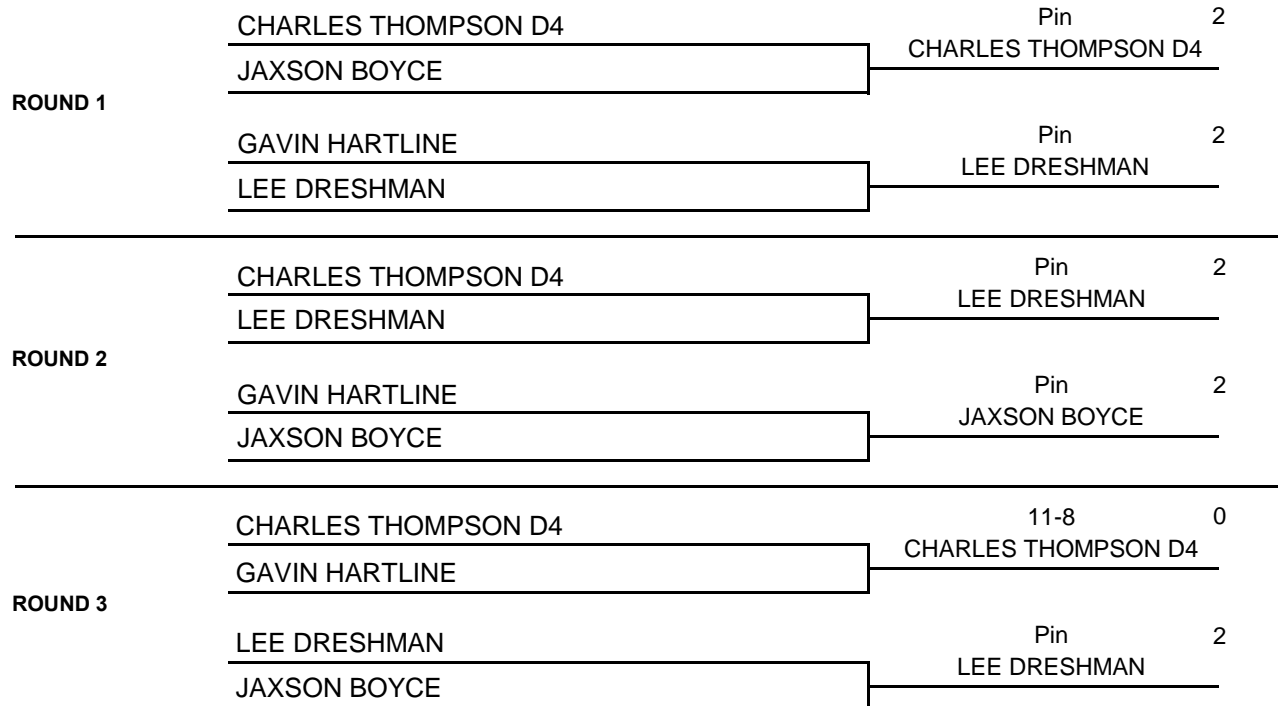 CHARLES THOMPSON D4
Pin 2
CHARLES THOMPSON D4
JAXSON BOYCE
ROUND 1
GAVIN HARTLINE
Pin 2
LEE DRESHMAN
LEE DRESHMAN
CHARLES THOMPSON D4
Pin 2
LEE DRESHMAN
LEE DRESHMAN
ROUND 2
GAVIN HARTLINE
Pin 2
JAXSON BOYCE
JAXSON BOYCE
CHARLES THOMPSON D4
11-8 0
CHARLES THOMPSON D4
GAVIN HARTLINE
ROUND 3
LEE DRESHMAN
Pin 2
LEE DRESHMAN
JAXSON BOYCE